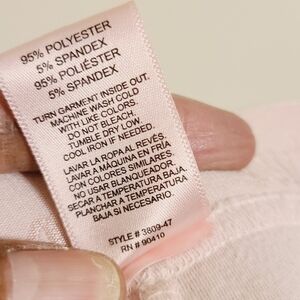 95% POLYESTER
5% SPANDEX
95% POLIÉSTER
5% SPANDEX
TURN GARMENT INSIDE OUT.
MACHINE WASH COLD
WITH LIKE COLORS.
DO NOT BLEACH.
TUMBLE DRY LOW.
COOL IRON IF NEEDED.
LAVAR LA ROPA AL REVÉS.
LAVAR A MÁQUINA EN FRÍA
CON COLORES SIMILARES.
NO USAR BLANQUEADOR.
SECAR A TEMPERATURA BAJA
PLANCHAR A TEMPERATURA
BAJA SI NECESARIO.
STYLE # 3809-47
RN # 90410